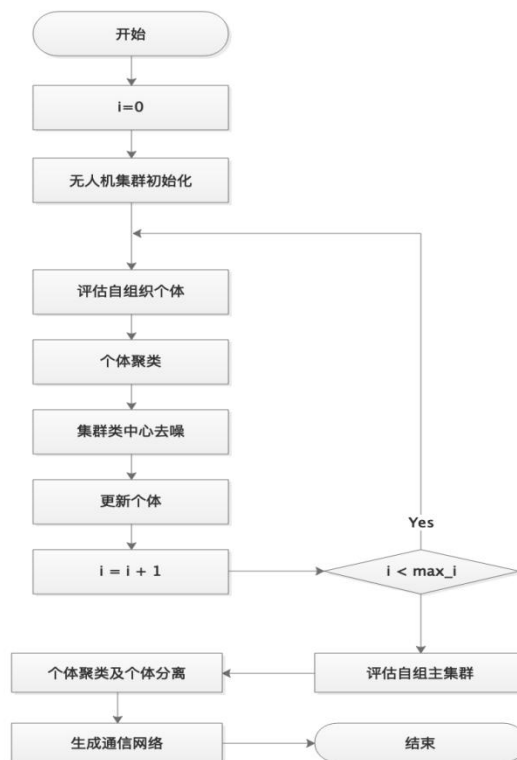 开始
i=0
无人机集群初始化
评估自组织个体
个体聚类
集群类中心去噪
更新个体
Yes
i = i + 1
i < max_i
个体聚类及个体分离
评估自组主集群
生成通信网络
结束